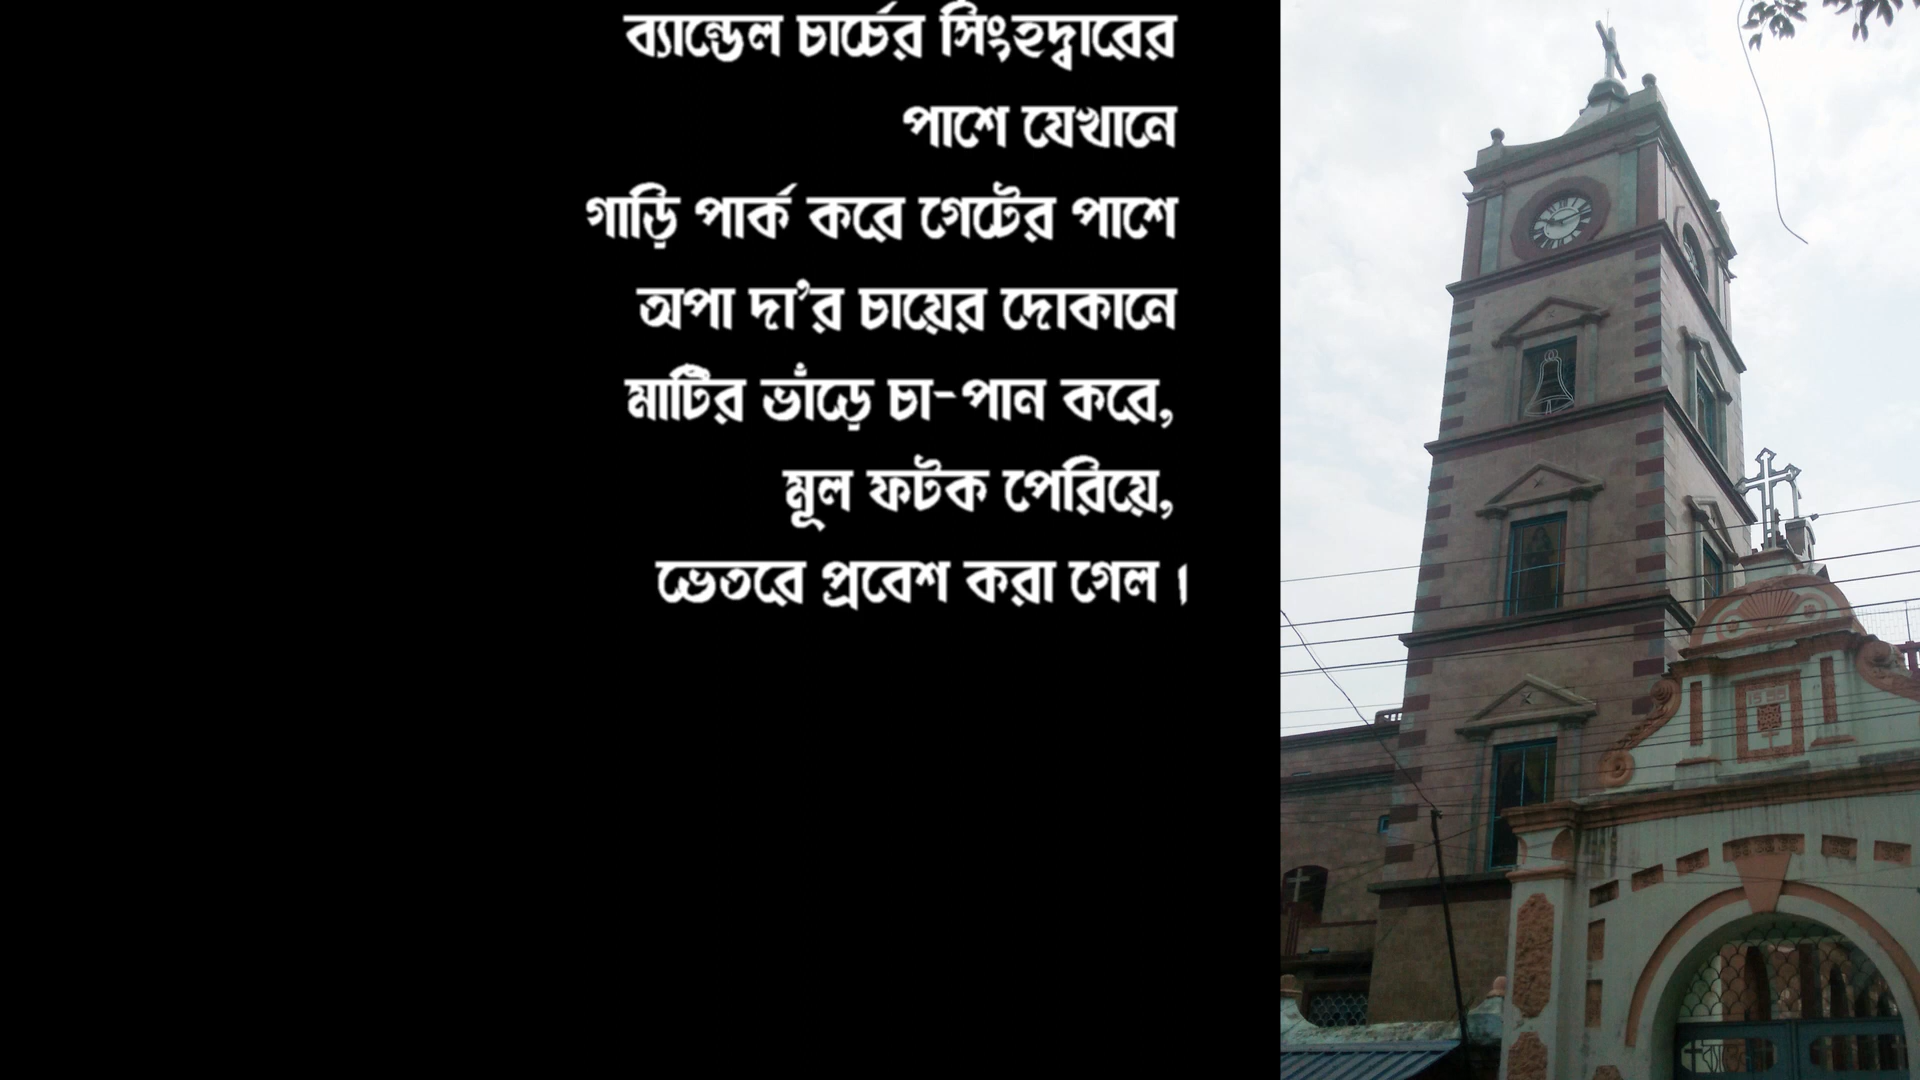 ব্যান্ডেল চার্চের সিংহদ্বারের
পাশে যেখানে
গাড়ি পার্ক করে গেটের পাশে
অপা দা'র চায়ের দোকানে
মাটির ভাঁড়ে চা-পান করে,
মূল ফটক পেরিয়ে,
ভেতরে প্রবেশ করা গেল।